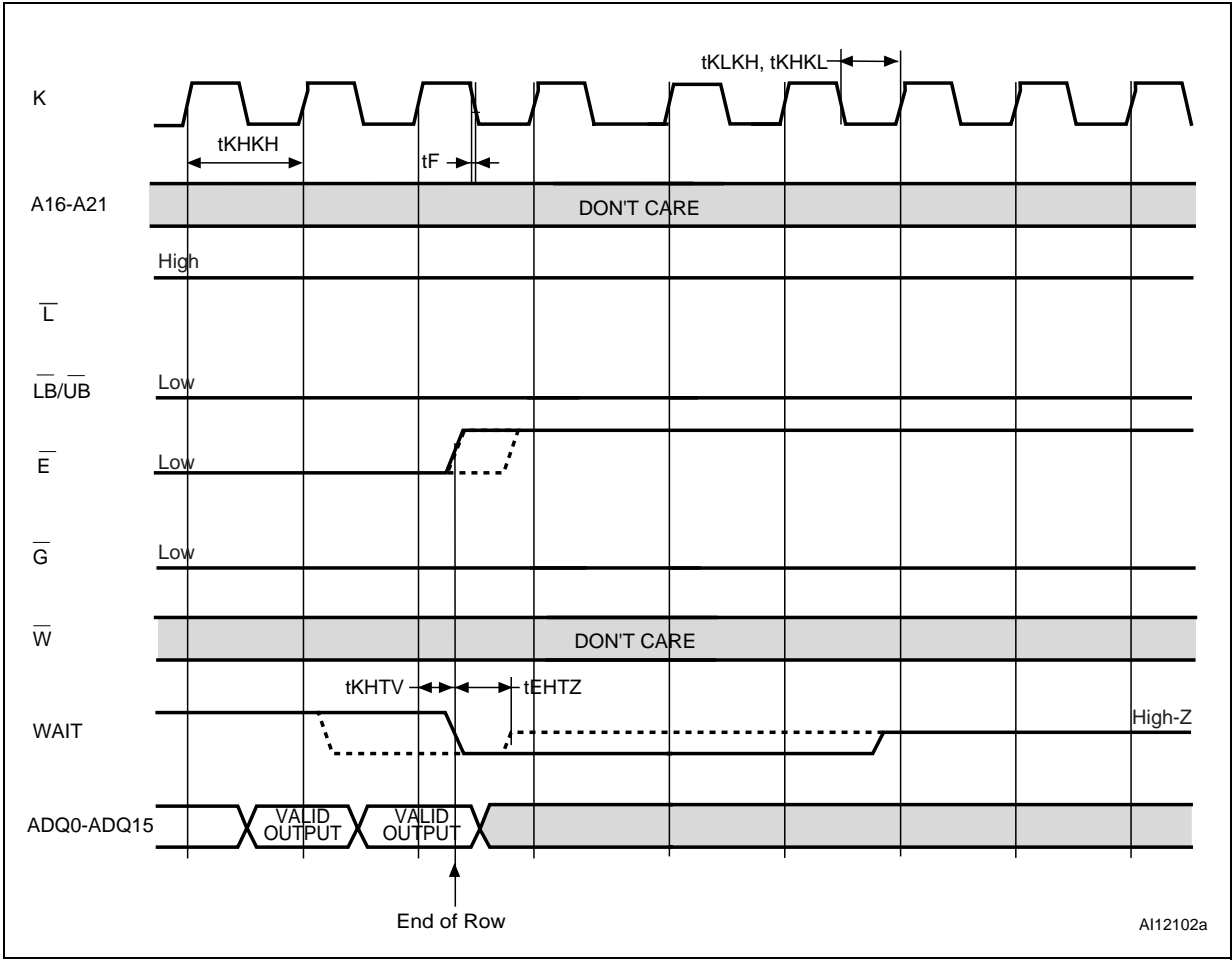 tKLKH, tKHKL
K
tKHKH
tF
A16-A21
DON'T CARE
High
L
LB/UB
Low
E
Low
G
Low
W
DON'T CARE
tKHTV
tEHTZ
WAIT
High-Z
ADQ0-ADQ15
VALID
OUTPUT
VALID
OUTPUT
End of Row
AI12102a